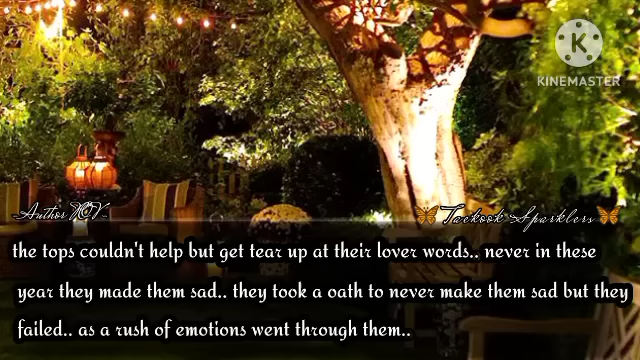 KINEMASTER
Author POV-
🦋Taekook Sparklers🦋
the tops couldn't help but get tear up at their lover words.. never in these
year they made them sad.. they took a oath to never make them sad but they
failed.. as a rush of emotions went through them..